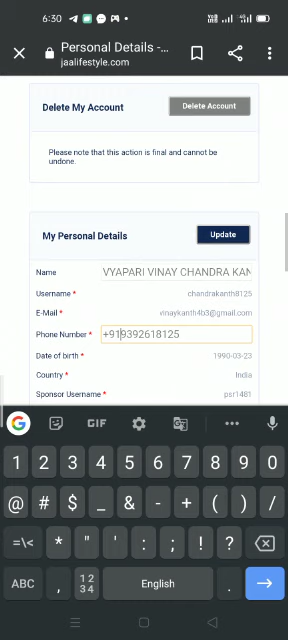 6:30
Personal Details -...
jaalifestyle.com
Delete My Account
Delete Account
Please note that this action is final and cannot be
undone.
My Personal Details
Update
Name VYAPARI VINAY CHANDRA KAN
Username * chandrakanth8125
E-Mail * vinaykanth4b3@gmail.com
Phone Number * +919392618125
Date of birth * 1990-03-23
Country * India
Sponsor Username * psr1481
G GIF
1 2 3 4 5 6 7 8 9 0
@ # $ _ & - + ( ) /
=\< * " ' : ; ! ?
ABC , 12 34 English .